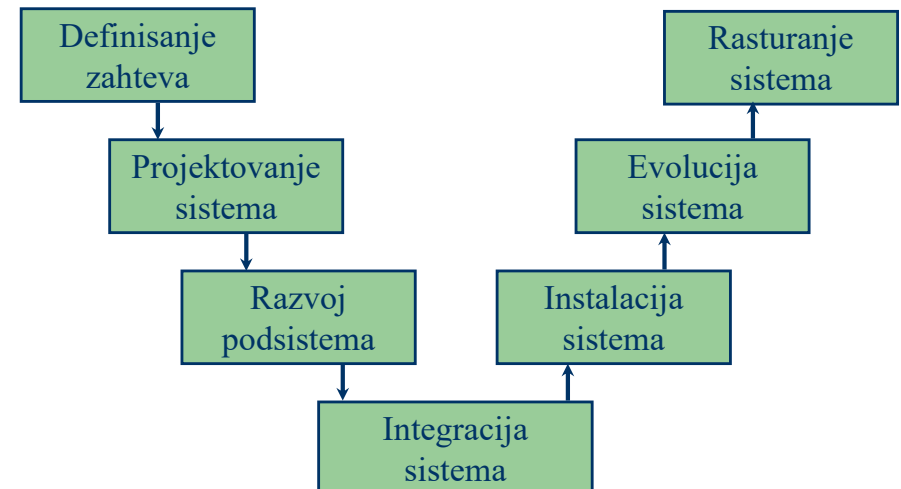 Definisanje
zahteva
Rasturanje
sistema
Projektovanje
sistema
Evolucija
sistema
Razvoj
podsistema
Instalacija
sistema
Integracija
sistema